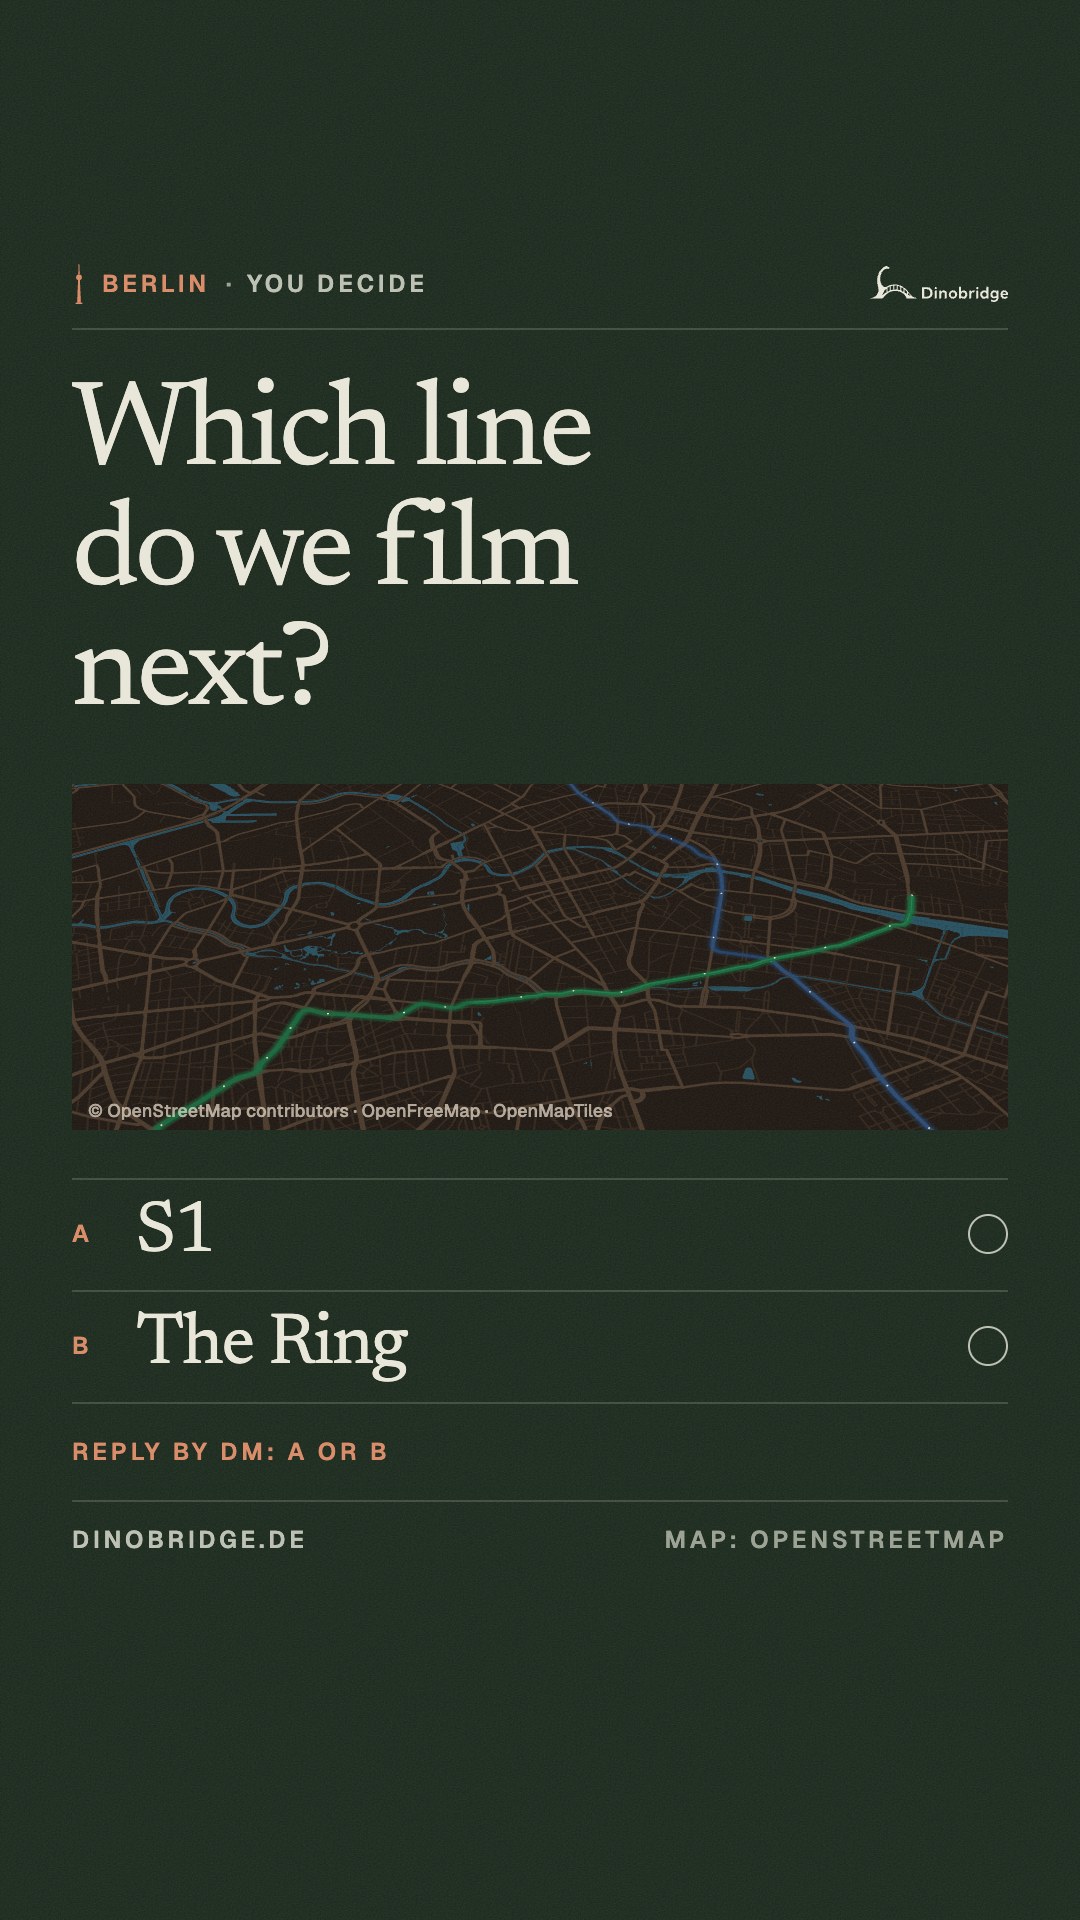 BERLIN · YOU DECIDE
Dinobridge
Which line
do we film
next?
© OpenStreetMap contributors · OpenFreeMap · OpenMapTiles
A S1
B The Ring
REPLY BY DM: A OR B
DINOBRIDGE.DE
MAP: OPENSTREETMAP